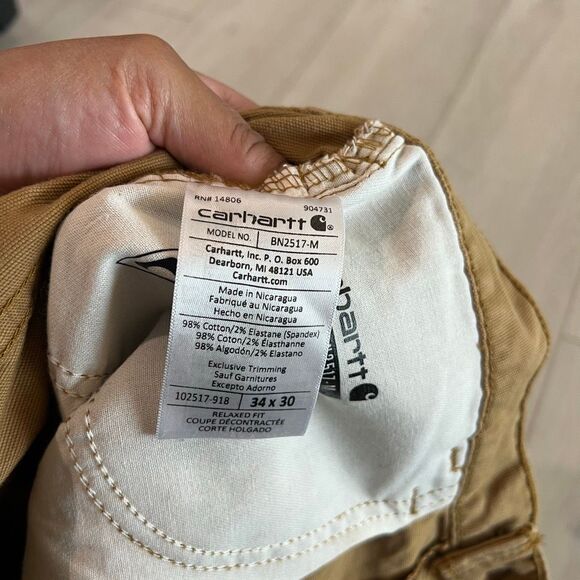 RN# 14806 904731
carhartt
MODEL NO. BN2517-M
Carhartt, Inc. P. O. Box 600
Dearborn, MI 48121 USA
Carhartt.com
Made in Nicaragua
Fabriqué au Nicaragua
Hecho en Nicaragua
98% Cotton/2% Elastane (Spandex)
98% Coton/2% Élasthanne
98% Algodón/2% Elastano
Exclusive Trimming
Sauf Garnitures
Excepto Adorno
102517-918 34 x 30
RELAXED FIT
COUPE DÉCONTRACTÉE
CORTE HOLGADO
hartt